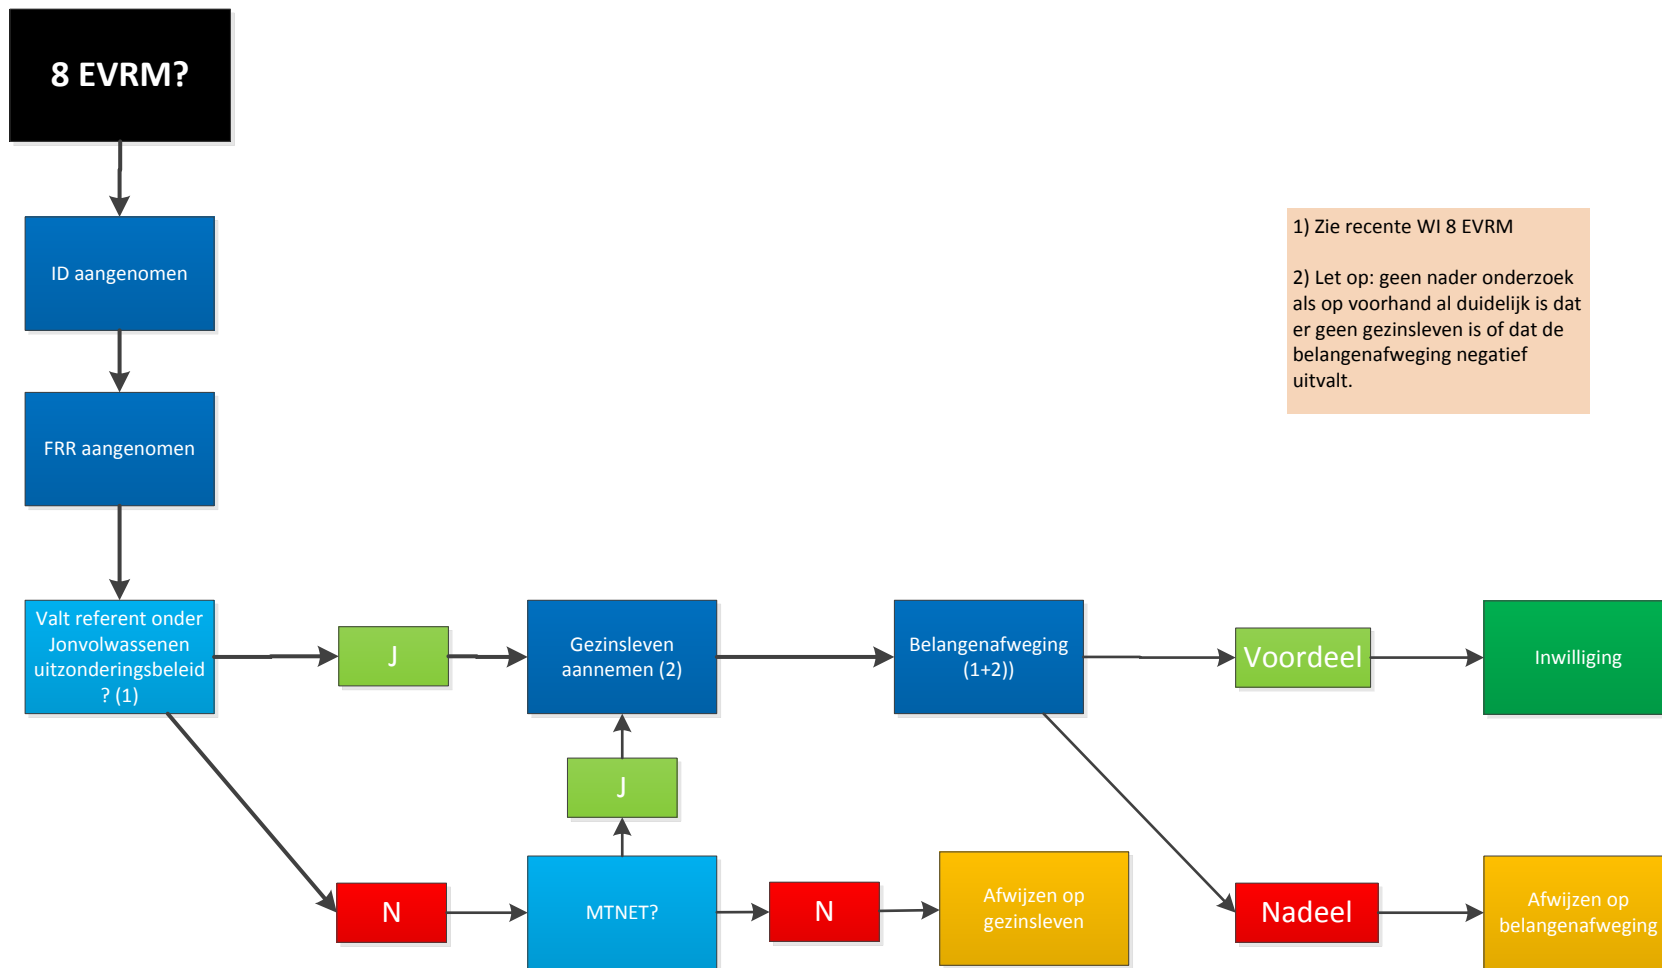 8 EVRM?
ID aangenomen
FRR aangenomen
1) Zie recente WI 8 EVRM
2) Let op: geen nader onderzoek
als op voorhand al duidelijk is dat
er geen gezinsleven is of dat de
belangenafweging negatief
uitvalt.
Valt referent onder
Jonvolwassenen
uitzonderingsbeleid
? (1)
J
Gezinsleven
aannemen (2)
Belangenafweging
(1+2))
Voordeel
Inwilliging
J
N
MTNET?
N
Afwijzen op
gezinsleven
Nadeel
Afwijzen op
belangenafweging